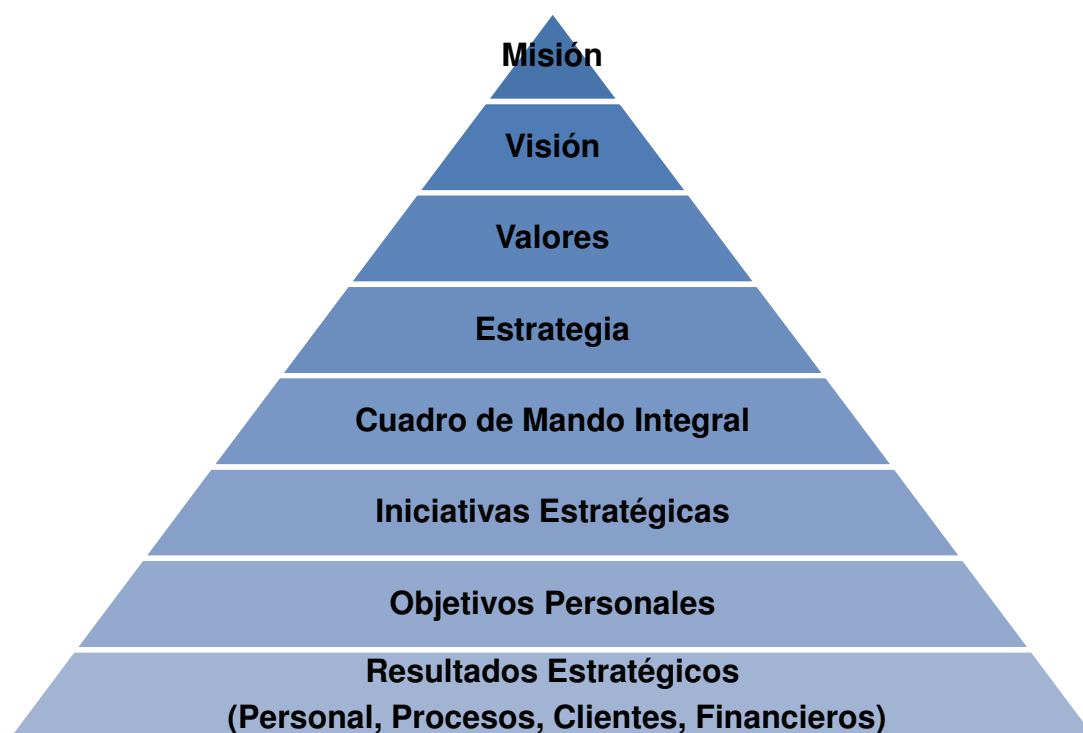 Misión
Visión
Valores
Estrategia
Cuadro de Mando Integral
Iniciativas Estratégicas
Objetivos Personales
Resultados Estratégicos
(Personal, Procesos, Clientes, Financieros)